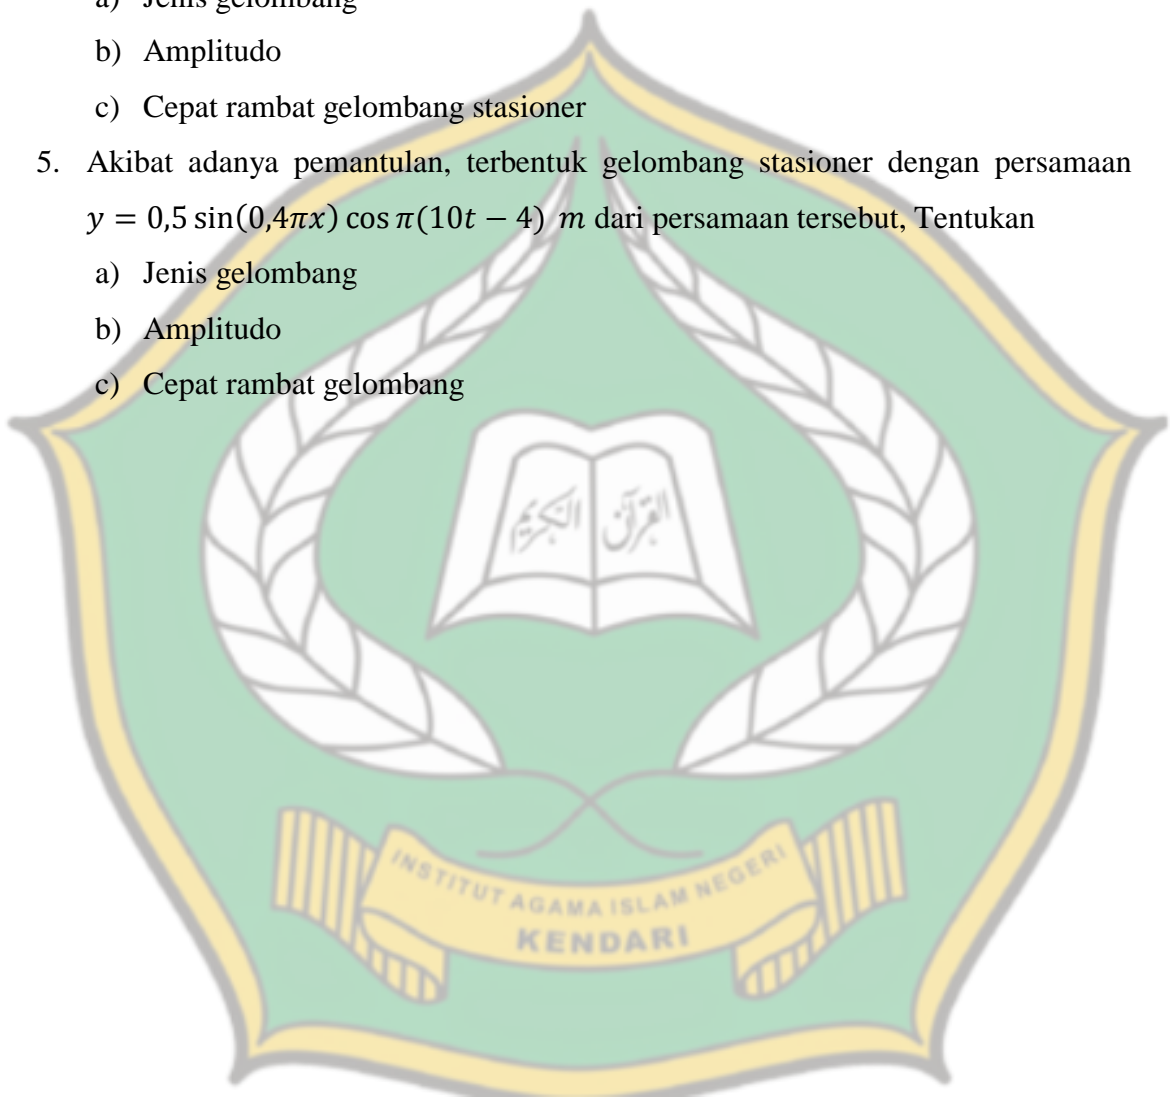 a) Jenis gelombang
b) Amplitudo
c) Cepat rambat gelombang stasioner
5. Akibat adanya pemantulan, terbentuk gelombang stasioner dengan persamaan
y = 0,5 sin(0,4πx) cos π(10t − 4) m dari persamaan tersebut, Tentukan
a) Jenis gelombang
b) Amplitudo
c) Cepat rambat gelombang
القرآن الكريم
INSTITUT AGAMA ISLAM NEGERI
KENDARI